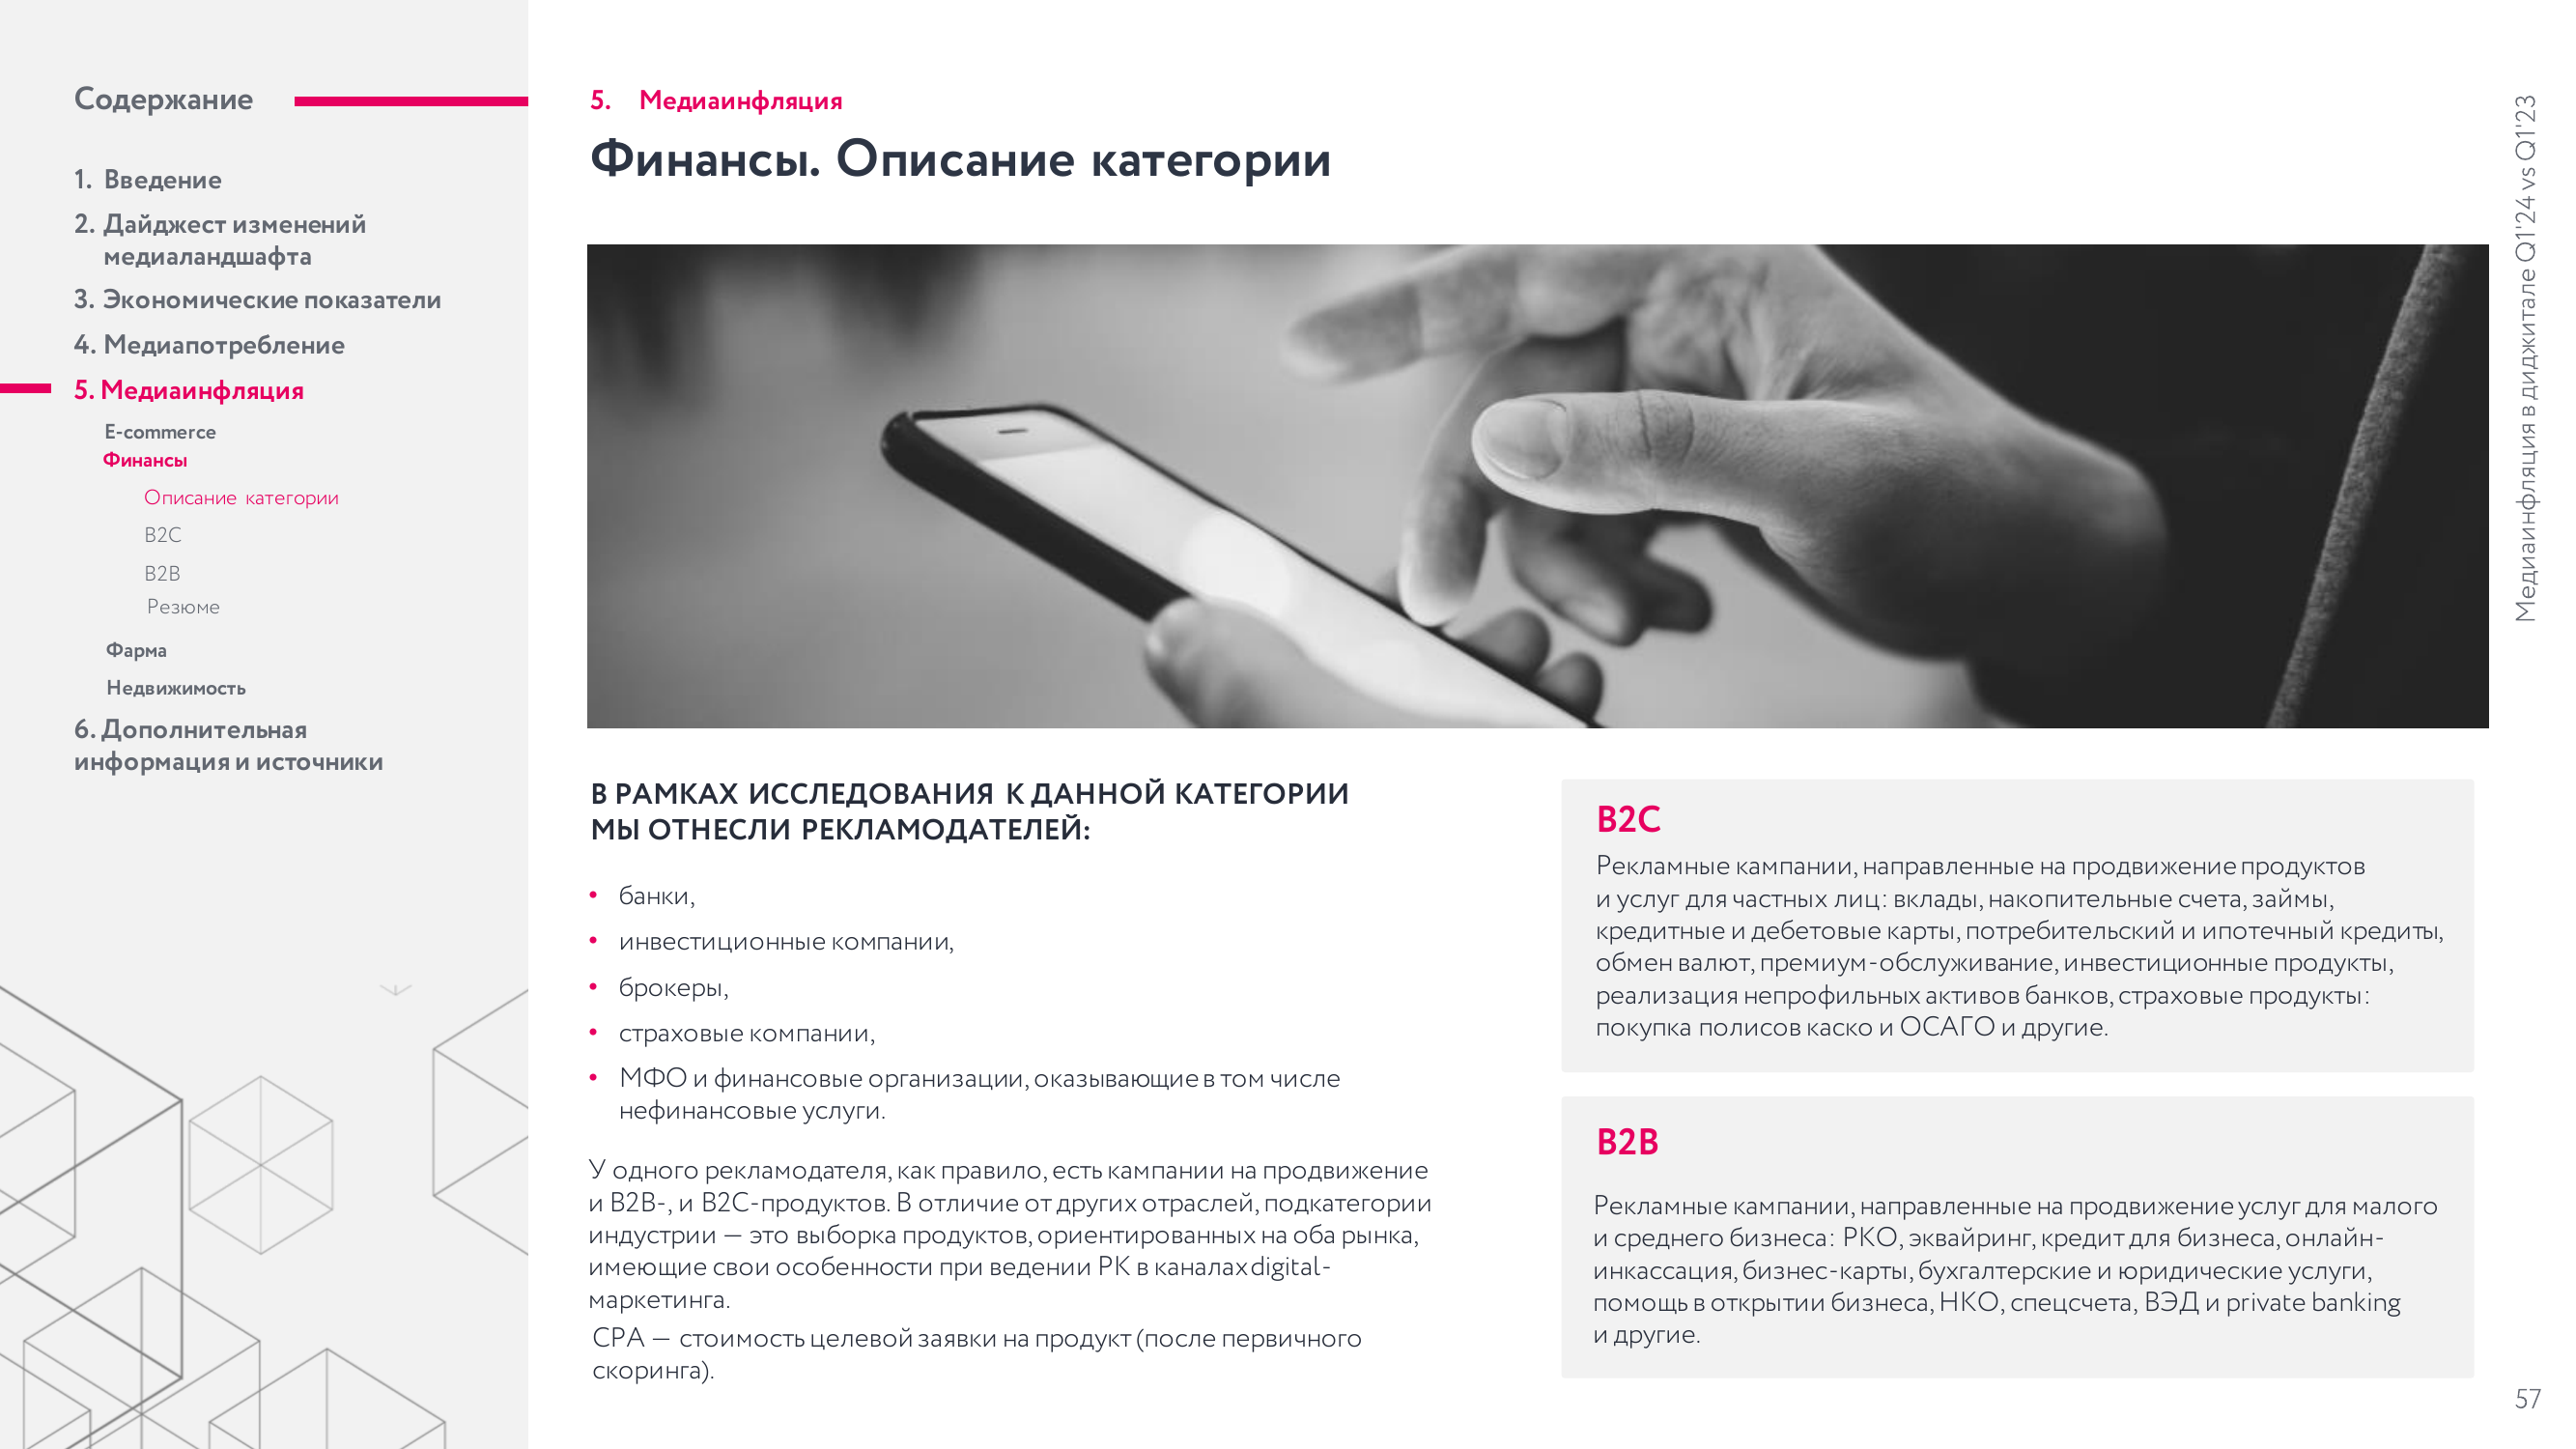 Содержание
1. Введение
2. Дайджест изменений
медиаландшафта
3. Экономические показатели
4. Медиапотребление
5. Медиаинфляция
E-commerce
Финансы
Описание категории
B2C
B2B
Резюме
Фарма
Недвижимость
6. Дополнительная
информация и источники
5. Медиаинфляция
Финансы. Описание категории
В РАМКАХ ИССЛЕДОВАНИЯ К ДАННОЙ КАТЕГОРИИ
МЫ ОТНЕСЛИ РЕКЛАМОДАТЕЛЕЙ:
• банки,
• инвестиционные компании,
• брокеры,
• страховые компании,
• МФО и финансовые организации, оказывающие в том числе
нефинансовые услуги.
У одного рекламодателя, как правило, есть кампании на продвижение
и B2B-, и B2C-продуктов. В отличие от других отраслей, подкатегории
индустрии — это выборка продуктов, ориентированных на оба рынка,
имеющие свои особенности при ведении РК в каналах digital-
маркетинга.
CPA — стоимость целевой заявки на продукт (после первичного
скоринга).
B2C
Рекламные кампании, направленные на продвижение продуктов
и услуг для частных лиц: вклады, накопительные счета, займы,
кредитные и дебетовые карты, потребительский и ипотечный кредиты,
обмен валют, премиум-обслуживание, инвестиционные продукты,
реализация непрофильных активов банков, страховые продукты:
покупка полисов каско и ОСАГО и другие.
B2B
Рекламные кампании, направленные на продвижение услуг для малого
и среднего бизнеса: РКО, эквайринг, кредит для бизнеса, онлайн-
инкассация, бизнес-карты, бухгалтерские и юридические услуги,
помощь в открытии бизнеса, НКО, спецсчета, ВЭД и private banking
и другие.
Медиаинфляция в диджитале Q1'24 vs Q1'23
57